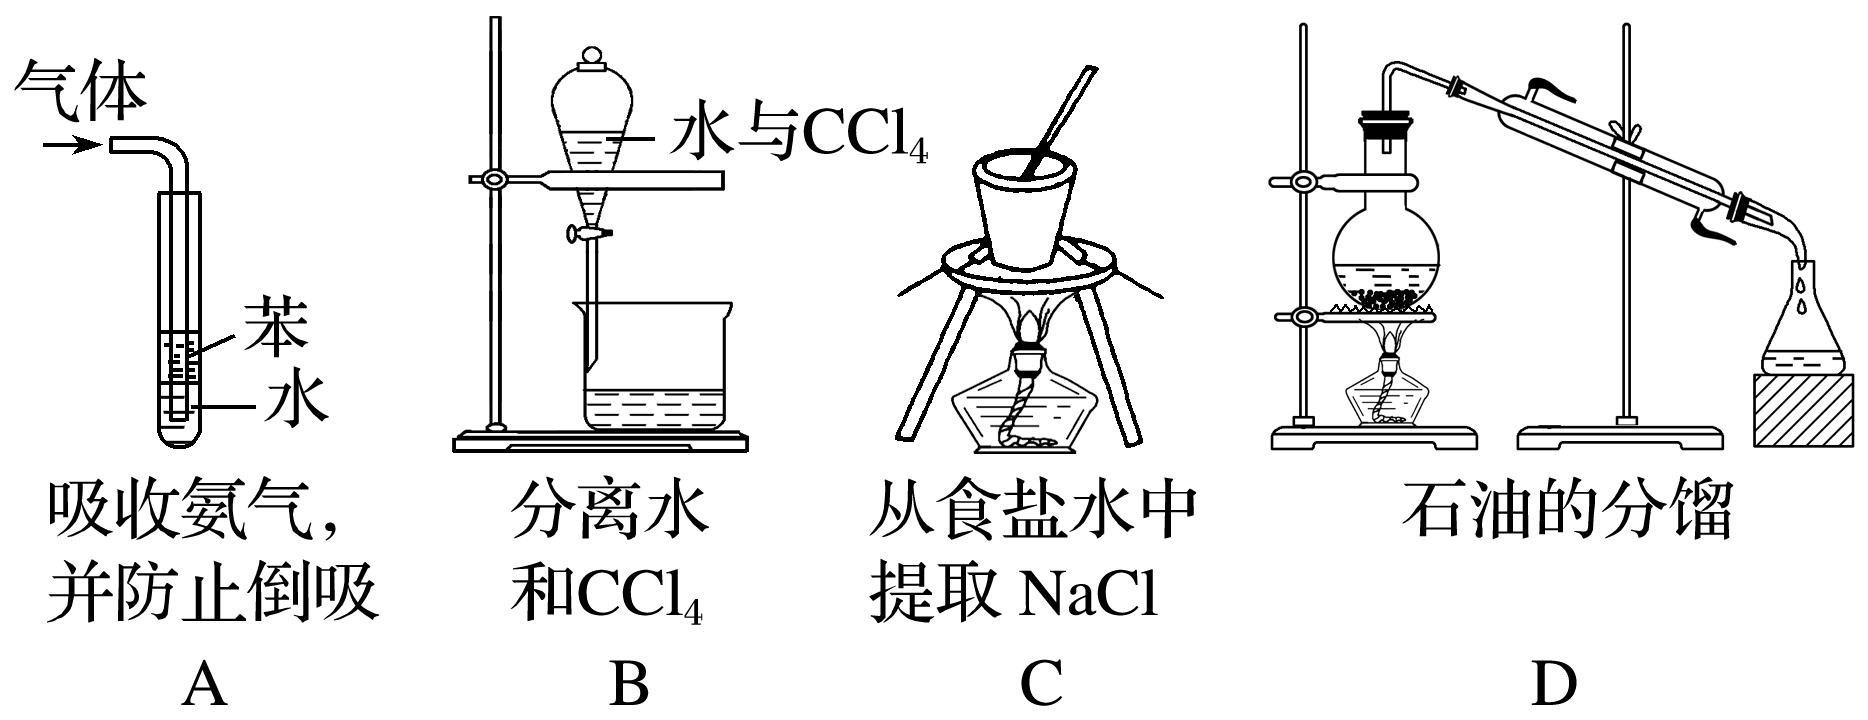 气体
苯
水
吸收氨气，
并防止倒吸
A
水与CCl₄
分离水
和CCl₄
B
从食盐水中
提取 NaCl
C
石油的分馏
D